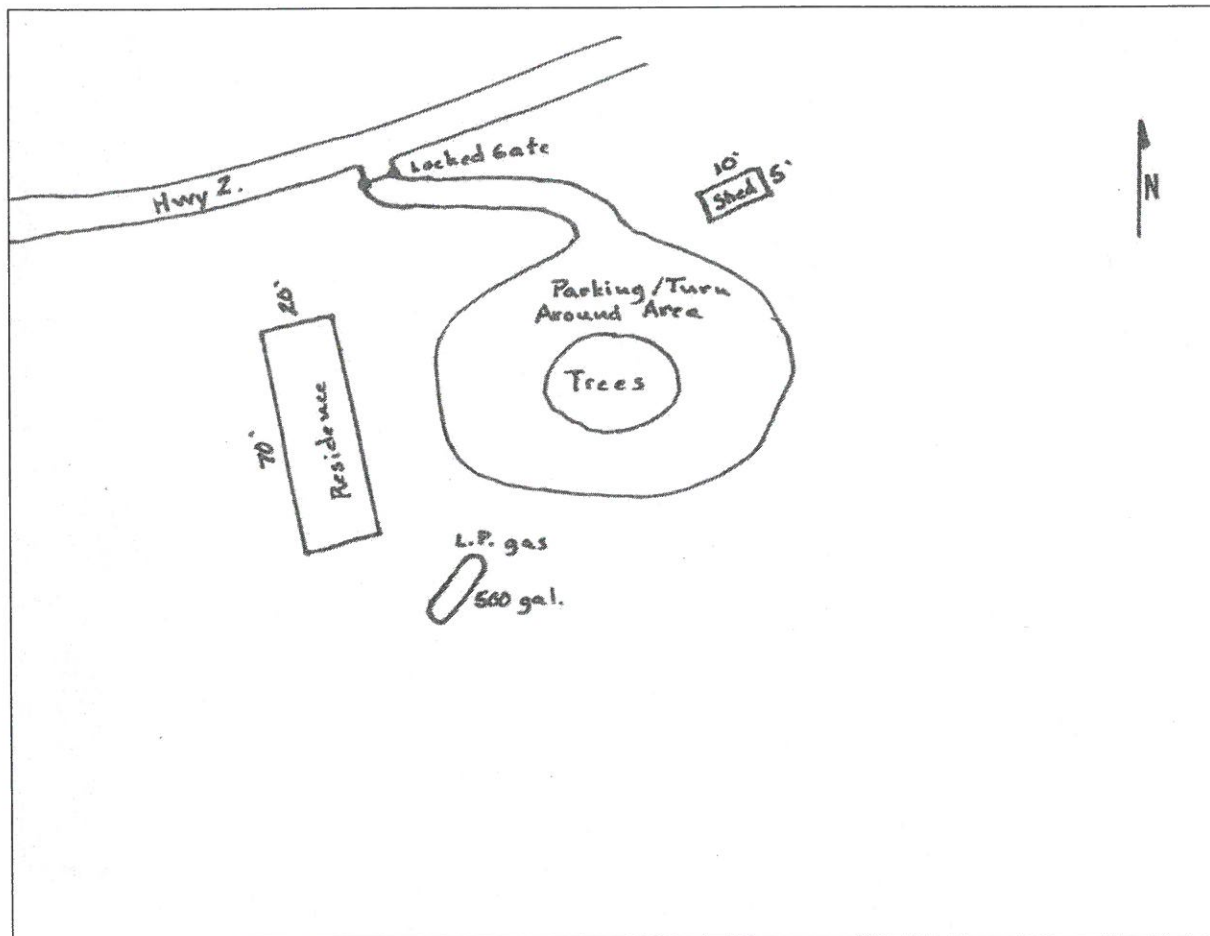 Locked Gate
Hwy 2.
10'
5'
Shed
N
Parking/Turn
Around Area
Trees
20'
70'
Residence
L.P. gas
500 gal.